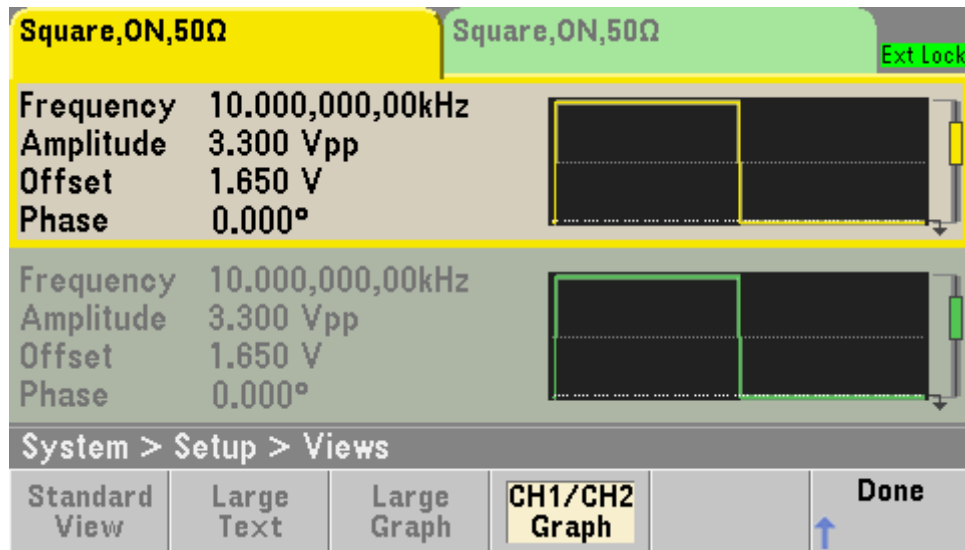 Square,ON,50Ω
Square,ON,50Ω
Ext Lock
Frequency 10.000,000,00kHz
Amplitude 3.300 Vpp
Offset 1.650 V
Phase 0.000°
Frequency 10.000,000,00kHz
Amplitude 3.300 Vpp
Offset 1.650 V
Phase 0.000°
System > Setup > Views
Standard View
Large Text
Large Graph
CH1/CH2 Graph
Done